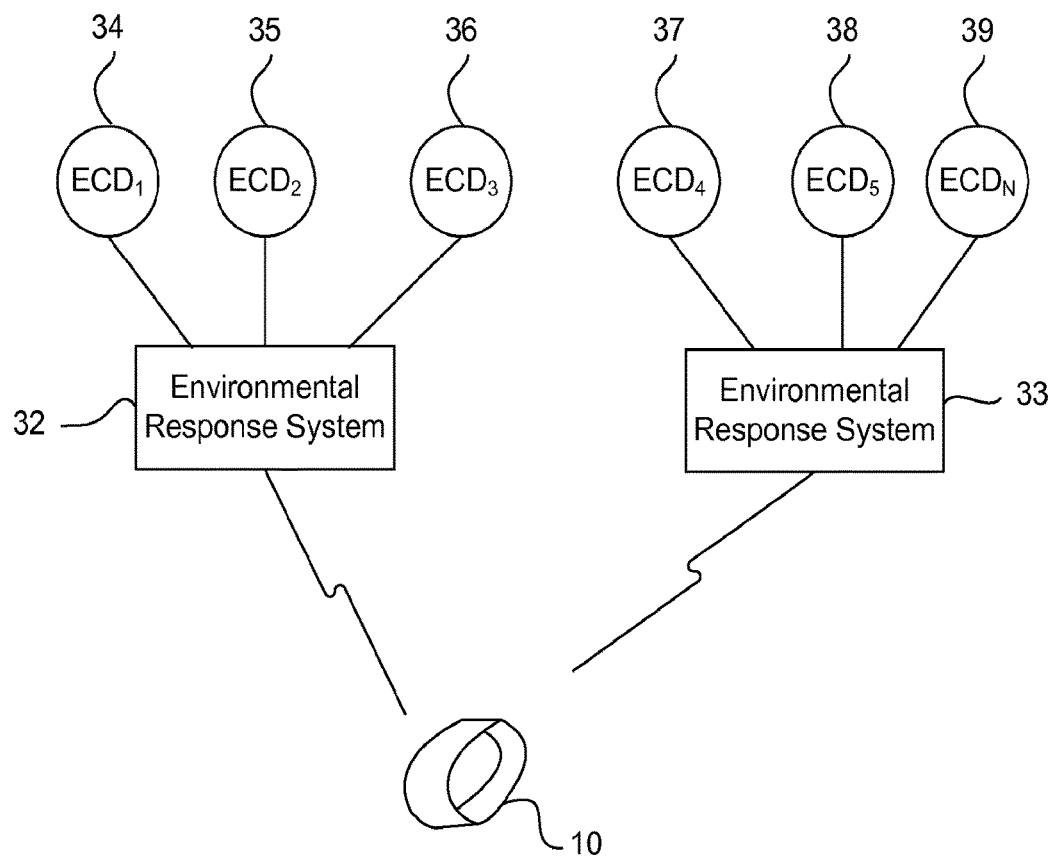 34 35 36 37 38 39
ECD₁ ECD₂ ECD₃ ECD₄ ECD₅ ECD_N
Environmental
Response System
32
Environmental
Response System
33
10